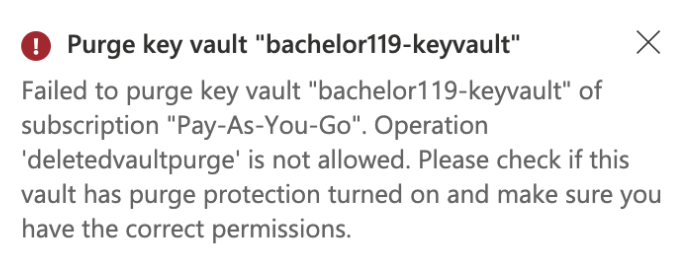 Purge key vault "bachelor119-keyvault"
Failed to purge key vault "bachelor119-keyvault" of
subscription "Pay-As-You-Go". Operation
'deletedvaultpurge' is not allowed. Please check if this
vault has purge protection turned on and make sure you
have the correct permissions.